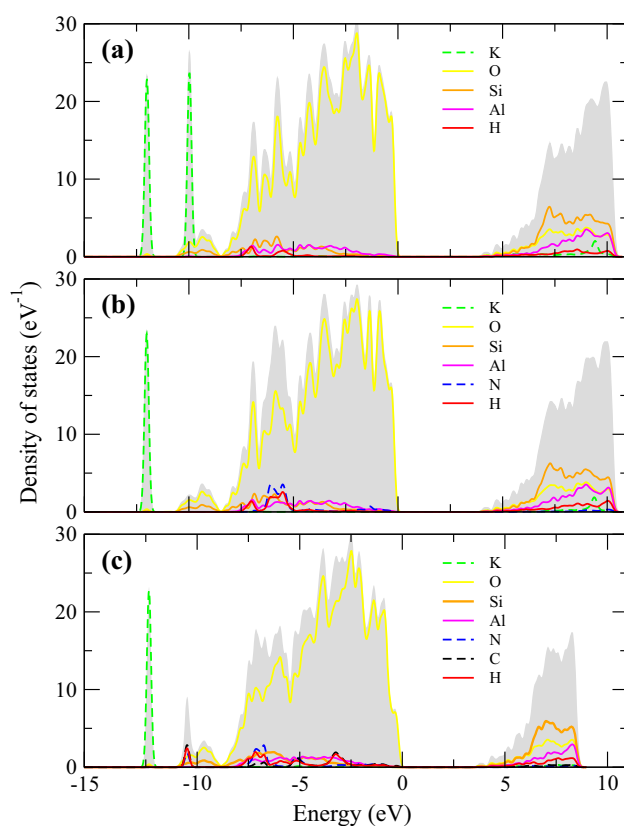 30
(a)
K
O
Si
Al
H
20
10
0
30
(b)
K
O
Si
Al
N
H
20
10
0
Density of states (eV⁻¹)
30
(c)
K
O
Si
Al
N
C
H
20
10
0
-15 -10 -5 0 5 10
Energy (eV)